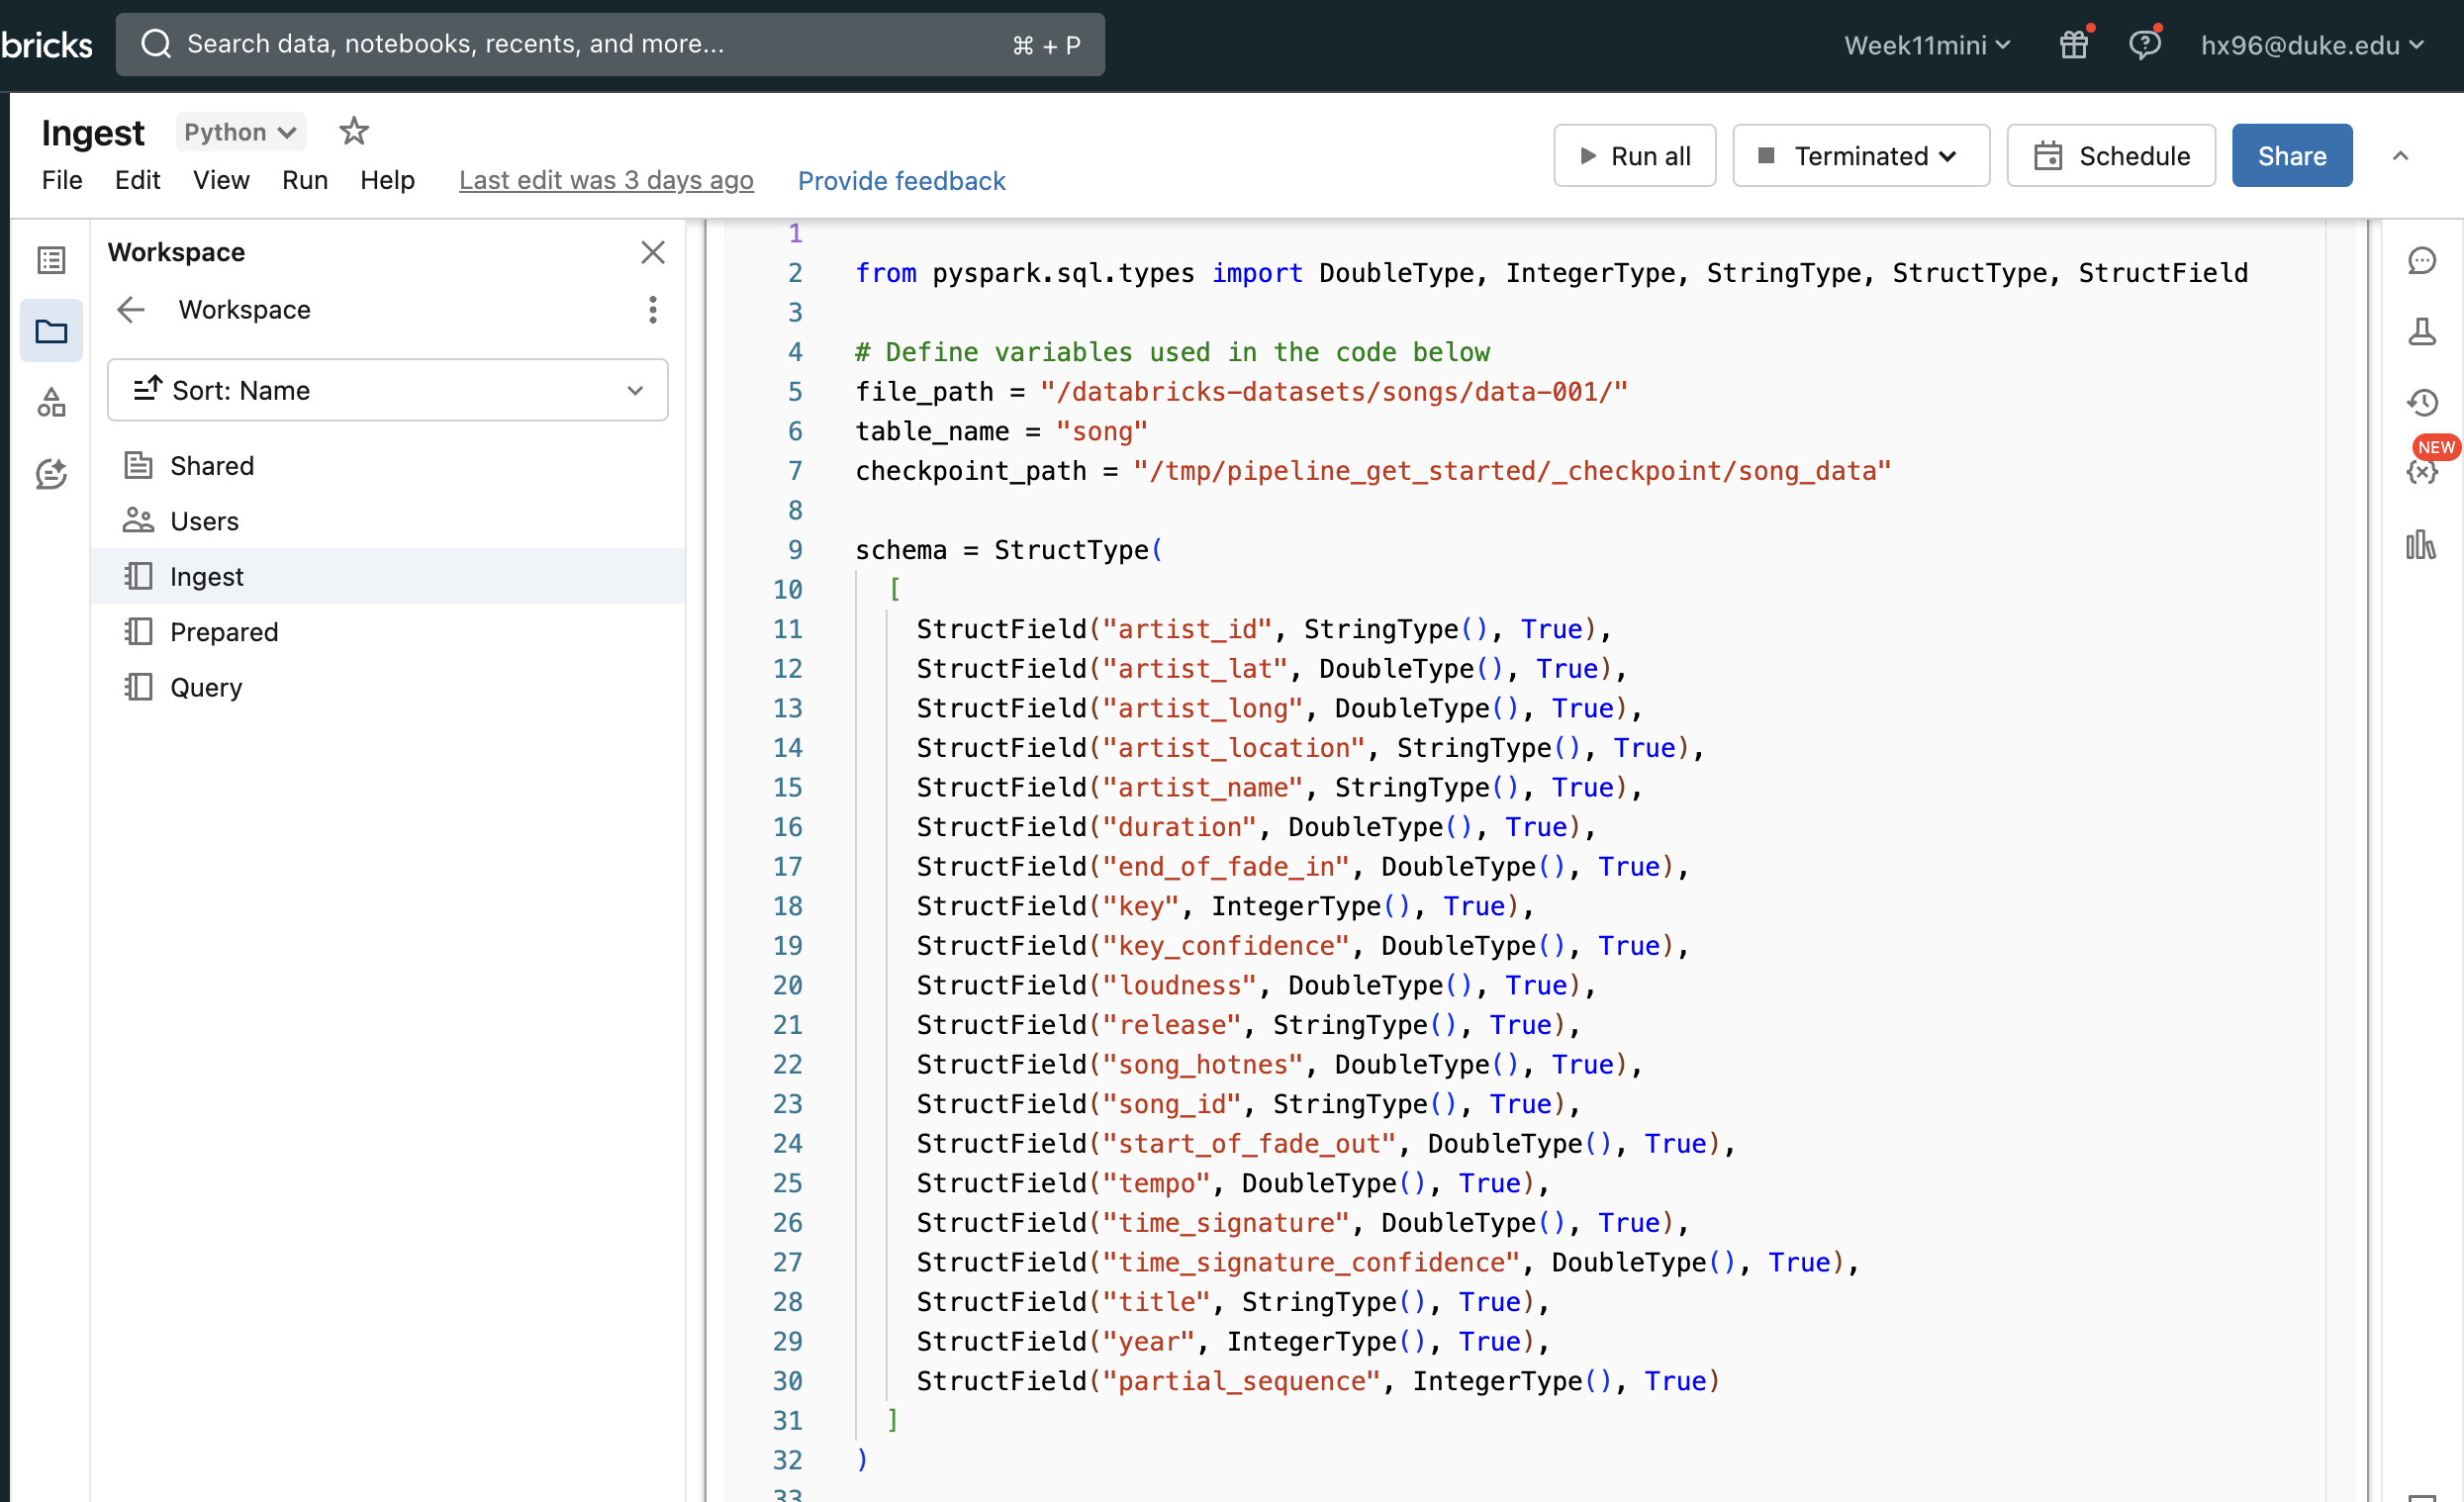 bricks
Search data, notebooks, recents, and more...
⌘ + P
Week11mini
hx96@duke.edu
Ingest
Python
File Edit View Run Help Last edit was 3 days ago Provide feedback
Run all
Terminated
Schedule
Share
Workspace
Workspace
Sort: Name
Shared
Users
Ingest
Prepared
Query
NEW
1
2 from pyspark.sql.types import DoubleType, IntegerType, StringType, StructType, StructField
3
4 # Define variables used in the code below
5 file_path = "/databricks-datasets/songs/data-001/"
6 table_name = "song"
7 checkpoint_path = "/tmp/pipeline_get_started/_checkpoint/song_data"
8
9 schema = StructType(
10 [
11 StructField("artist_id", StringType(), True),
12 StructField("artist_lat", DoubleType(), True),
13 StructField("artist_long", DoubleType(), True),
14 StructField("artist_location", StringType(), True),
15 StructField("artist_name", StringType(), True),
16 StructField("duration", DoubleType(), True),
17 StructField("end_of_fade_in", DoubleType(), True),
18 StructField("key", IntegerType(), True),
19 StructField("key_confidence", DoubleType(), True),
20 StructField("loudness", DoubleType(), True),
21 StructField("release", StringType(), True),
22 StructField("song_hotnes", DoubleType(), True),
23 StructField("song_id", StringType(), True),
24 StructField("start_of_fade_out", DoubleType(), True),
25 StructField("tempo", DoubleType(), True),
26 StructField("time_signature", DoubleType(), True),
27 StructField("time_signature_confidence", DoubleType(), True),
28 StructField("title", StringType(), True),
29 StructField("year", IntegerType(), True),
30 StructField("partial_sequence", IntegerType(), True)
31 ]
32 )
33